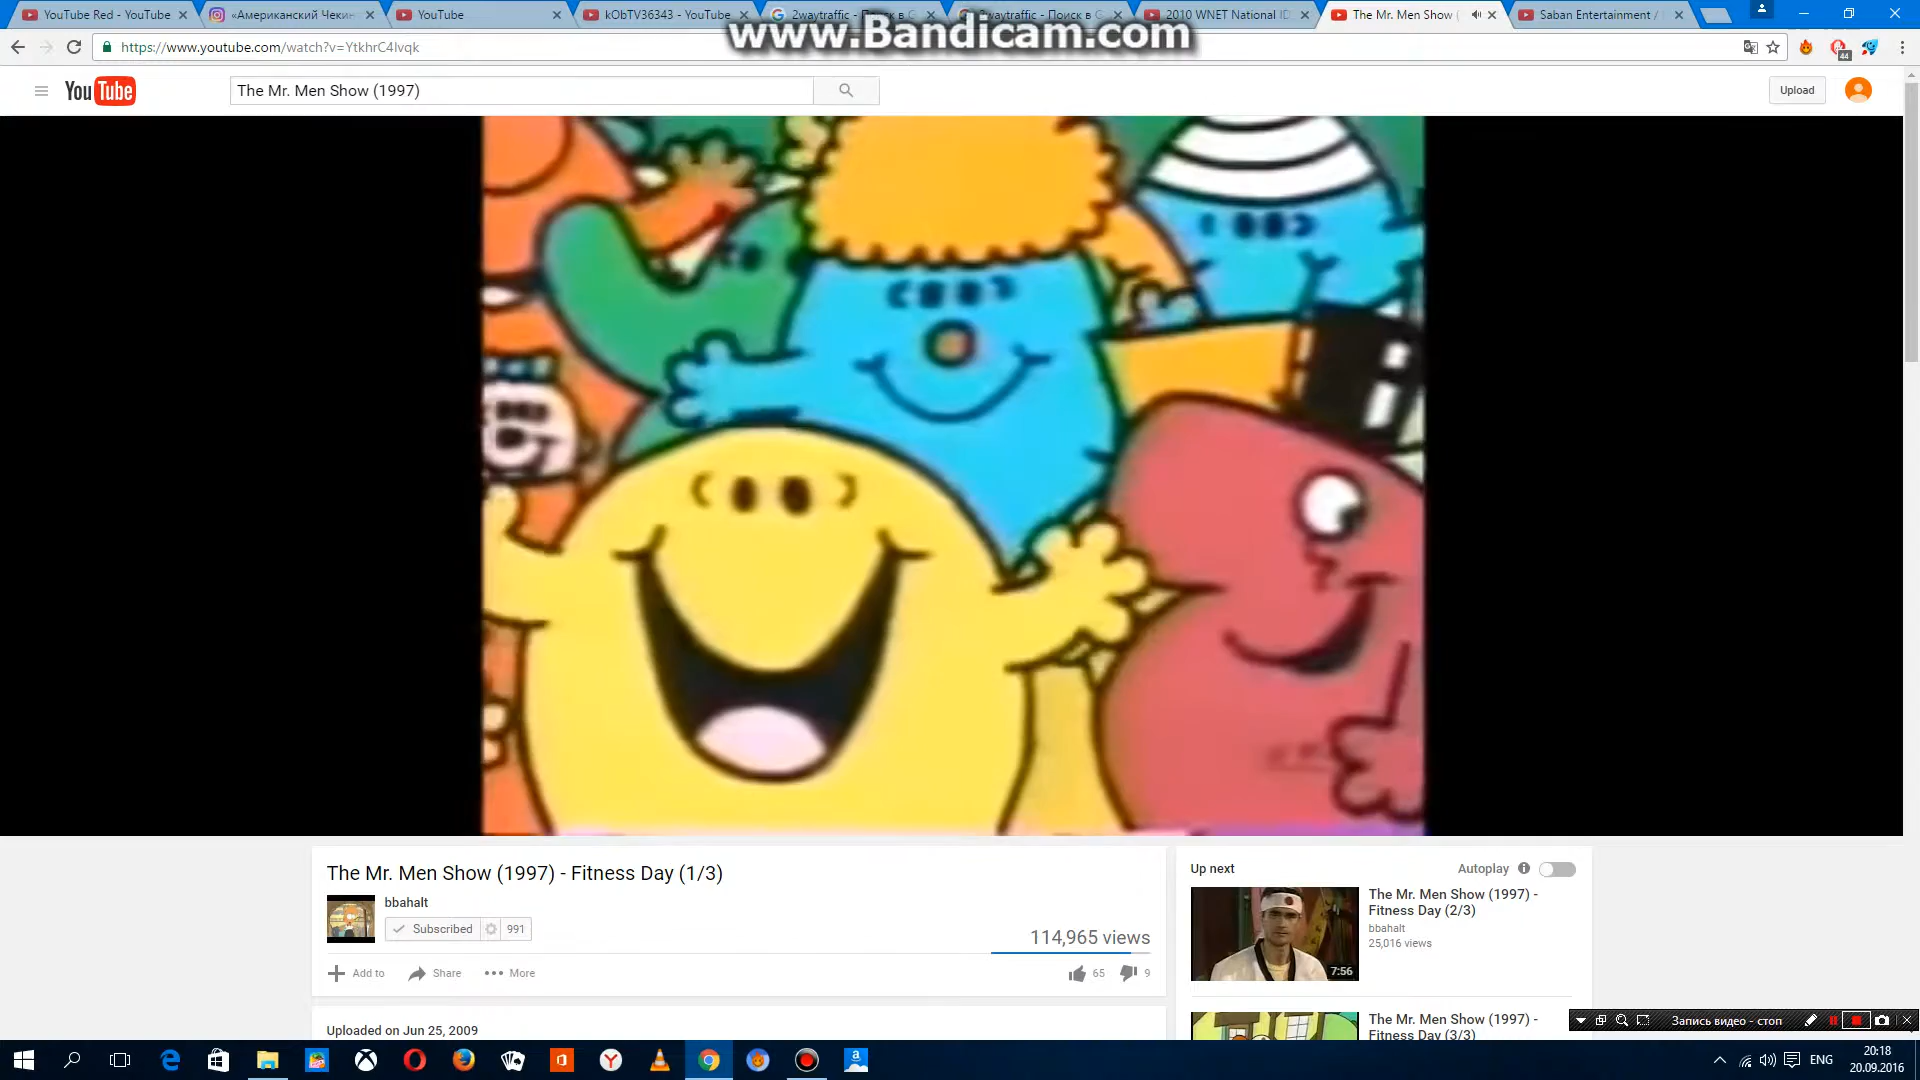 YouTube Red - YouTube
«Американский Чекин
YouTube
kObTV36343 - YouTube
2waytraffic - Поиск в G
2waytraffic - Поиск в G
2010 WNET National ID
The Mr. Men Show (
Saban Entertainment /
www.Bandicam.com
https://www.youtube.com/watch?v=YtkhrC4lvqk
44
YouTube
The Mr. Men Show (1997)
Upload
The Mr. Men Show (1997) - Fitness Day (1/3)
bbahalt
Subscribed 991
114,965 views
Add to Share More 65 9
Uploaded on Jun 25, 2009
Up next Autoplay
The Mr. Men Show (1997) -
Fitness Day (2/3)
bbahalt
25,016 views
7:56
The Mr. Men Show (1997) -
Fitness Day (3/3)
Запись видео - стоп
ENG
20:18
20.09.2016